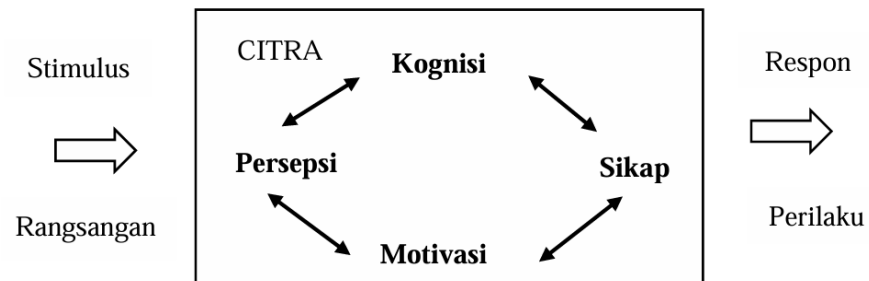 Stimulus
Rangsangan
CITRA
Kognisi
Persepsi
Sikap
Motivasi
Respon
Perilaku